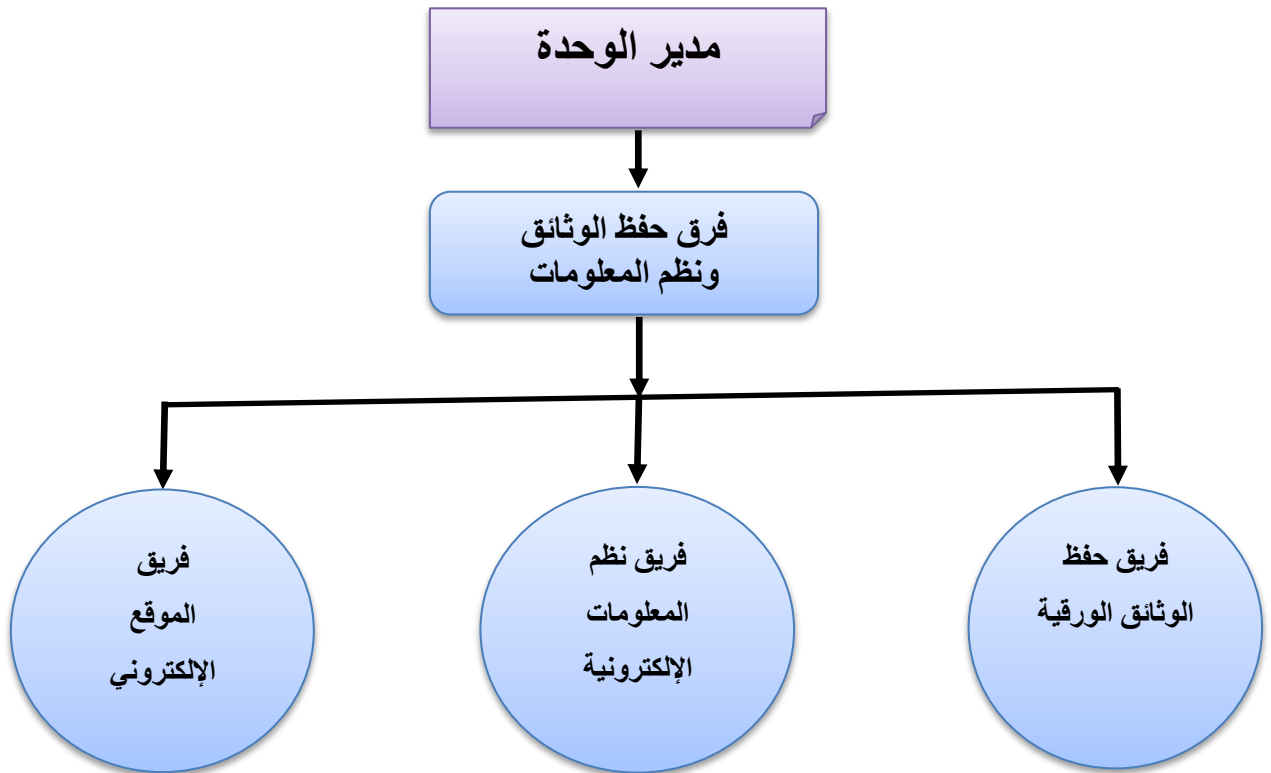 مدير الوحدة
فرق حفظ الوثائق
ونظم المعلومات
فريق حفظ
الوثائق الورقية
فريق نظم
المعلومات
الإلكترونية
فريق
الموقع
الإلكتروني